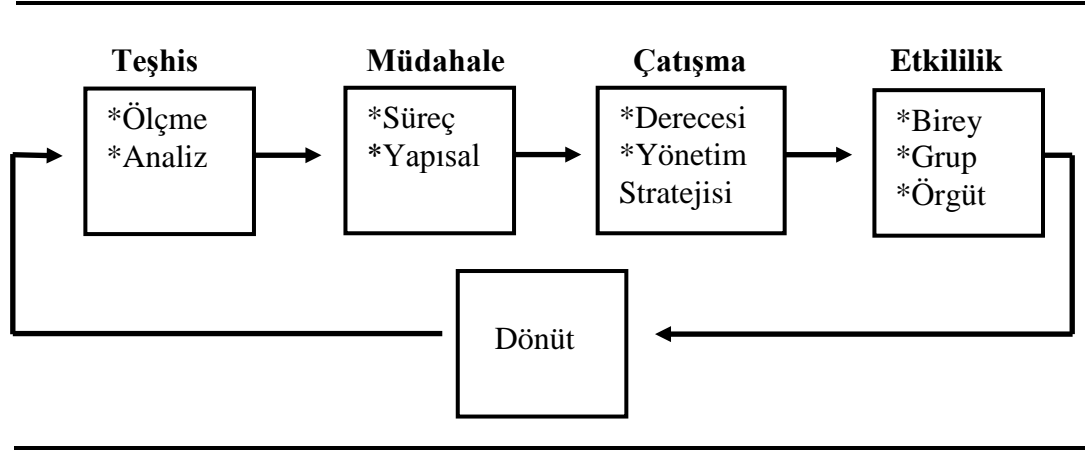 Teşhis
Müdahale
Çatışma
Etkililik
*Ölçme
*Analiz
*Süreç
*Yapısal
*Derecesi
*Yönetim
Stratejisi
*Birey
*Grup
*Örgüt
Dönüt